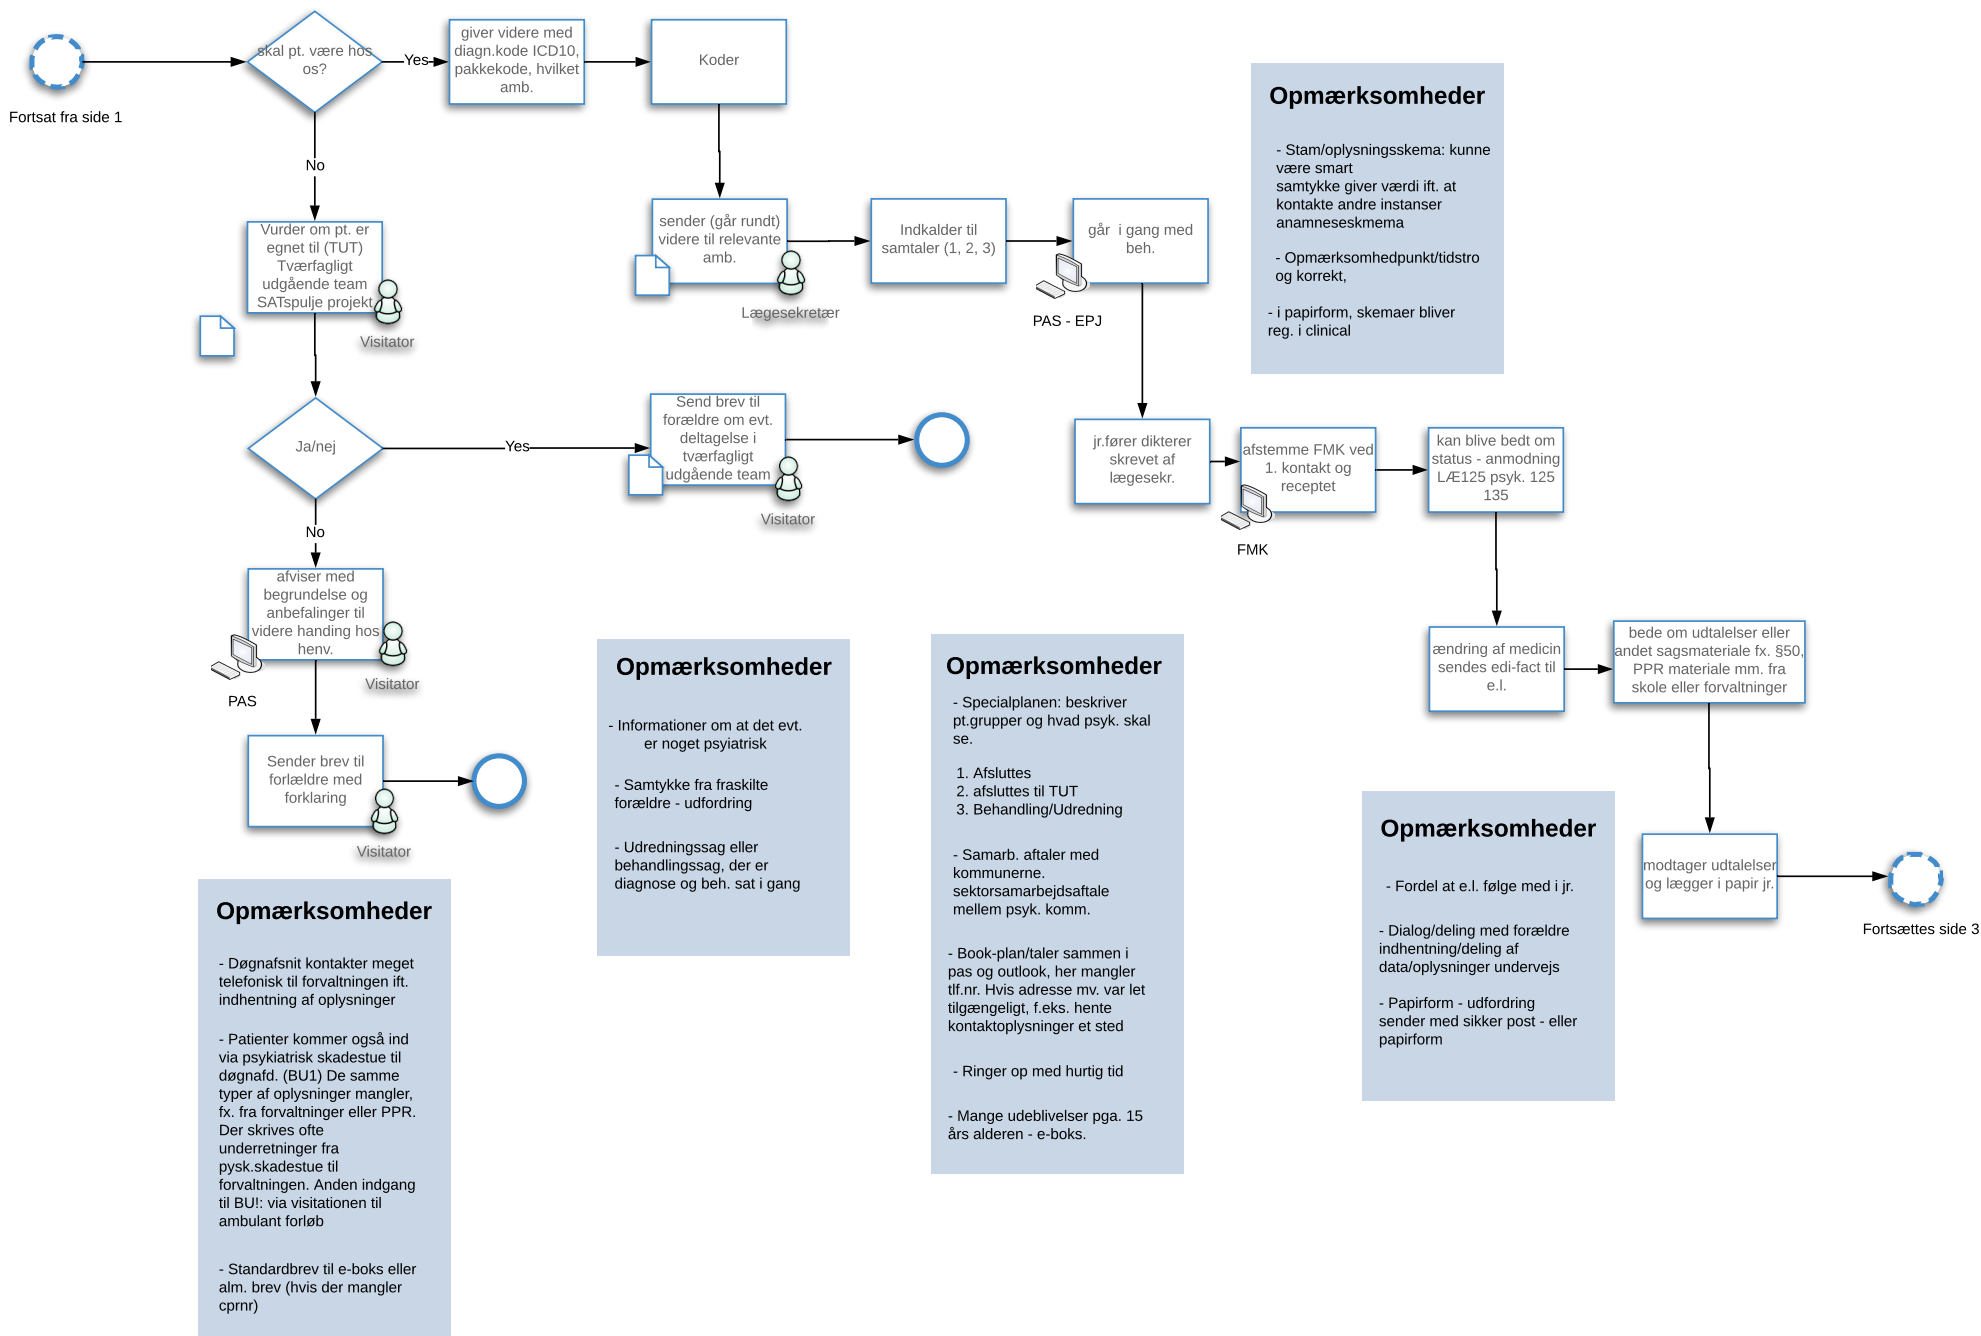 Fortsat fra side 1
skal pt. være hos
os?
Yes
giver videre med
diagn.kode ICD10,
pakkekode, hvilket
amb.
Koder
No
Vurder om pt. er
egnet til (TUT)
Tværfagligt
udgående team
SATspulje projekt
Visitator
sender (går rundt)
videre til relevante
amb.
Lægesekretær
Indkalder til
samtaler (1, 2, 3)
går  i gang med
beh.
PAS - EPJ
Opmærksomheder
- Stam/oplysningsskema: kunne
være smart
samtykke giver værdi ift. at
kontakte andre instanser
anamneseskmema
- Opmærksomhedpunkt/tidstro
og korrekt,
- i papirform, skemaer bliver
reg. i clinical
Ja/nej
Yes
Send brev til
forældre om evt.
deltagelse i
tværfagligt
udgående team
Visitator
jr.fører dikterer
skrevet af
lægesekr.
afstemme FMK ved
1. kontakt og
receptet
FMK
kan blive bedt om
status - anmodning
LÆ125 psyk. 125
135
No
afviser med
begrundelse og
anbefalinger til
videre handing hos
henv.
PAS
Visitator
ændring af medicin
sendes edi-fact til
e.l.
bede om udtalelser eller
andet sagsmateriale fx. §50,
PPR materiale mm. fra
skole eller forvaltninger
Sender brev til
forlældre med
forklaring
Visitator
modtager udtalelser
og lægger i papir jr.
Fortsættes side 3
Opmærksomheder
- Informationer om at det evt.
er noget psyiatrisk
- Samtykke fra fraskilte
forældre - udfordring
- Udredningssag eller
behandlingssag, der er
diagnose og beh. sat i gang
Opmærksomheder
- Specialplanen: beskriver
pt.grupper og hvad psyk. skal
se.
1. Afsluttes
2. afsluttes til TUT
3. Behandling/Udredning
- Samarb. aftaler med
kommunerne.
sektorsamarbejdsaftale
mellem psyk. komm.
- Book-plan/taler sammen i
pas og outlook, her mangler
tlf.nr. Hvis adresse mv. var let
tilgængeligt, f.eks. hente
kontaktoplysninger et sted
- Ringer op med hurtig tid
- Mange udeblivelser pga. 15
års alderen - e-boks.
Opmærksomheder
- Fordel at e.l. følge med i jr.
- Dialog/deling med forældre
indhentning/deling af
data/oplysninger undervejs
- Papirform - udfordring
sender med sikker post - eller
papirform
Opmærksomheder
- Døgnafsnit kontakter meget
telefonisk til forvaltningen ift.
indhentning af oplysninger
- Patienter kommer også ind
via psykiatrisk skadestue til
døgnafd. (BU1) De samme
typer af oplysninger mangler,
fx. fra forvaltninger eller PPR.
Der skrives ofte
underretninger fra
pysk.skadestue til
forvaltningen. Anden indgang
til BU!: via visitationen til
ambulant forløb
- Standardbrev til e-boks eller
alm. brev (hvis der mangler
cprnr)